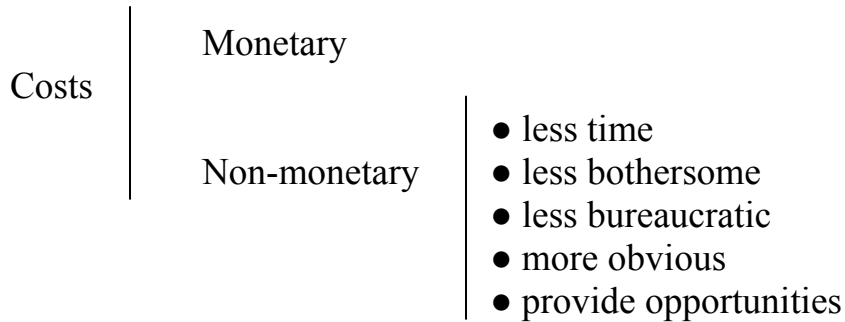 Monetary
Costs
● less time
Non-monetary
● less bothersome
● less bureaucratic
● more obvious
● provide opportunities